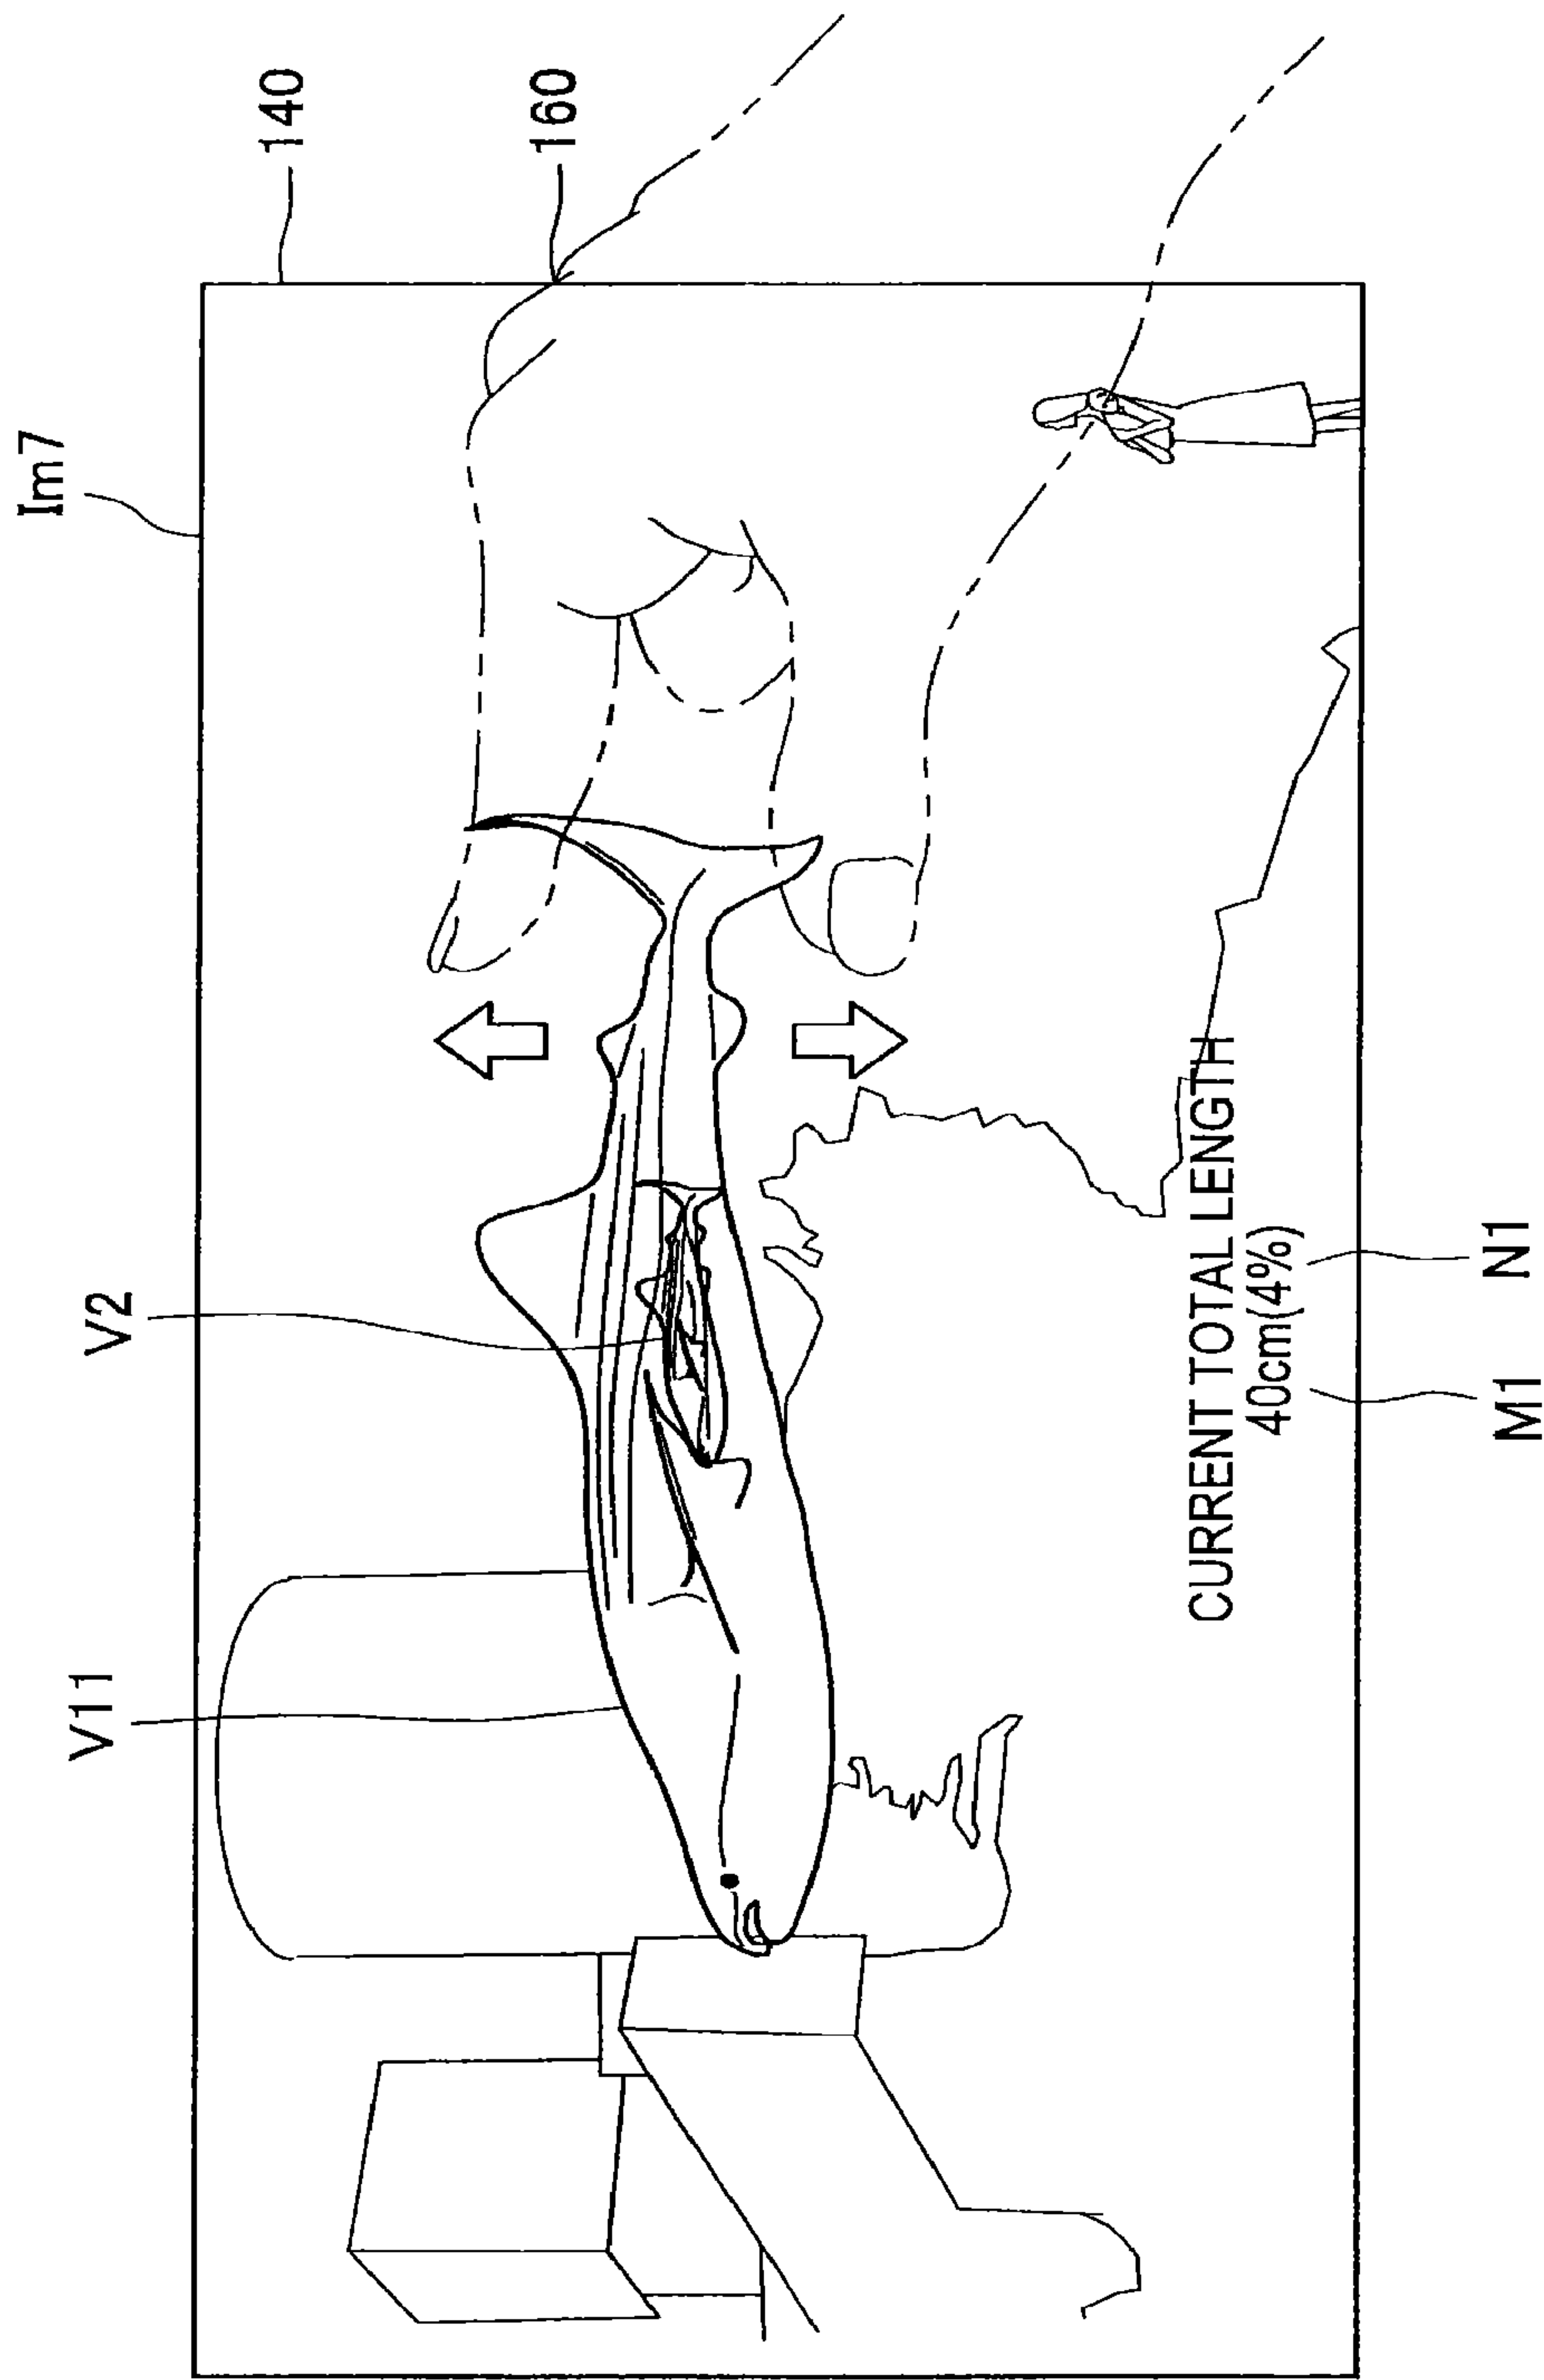 Im7
140
160
V11
V2
CURRENT TOTAL LENGTH
40cm(4%)
M1
N1